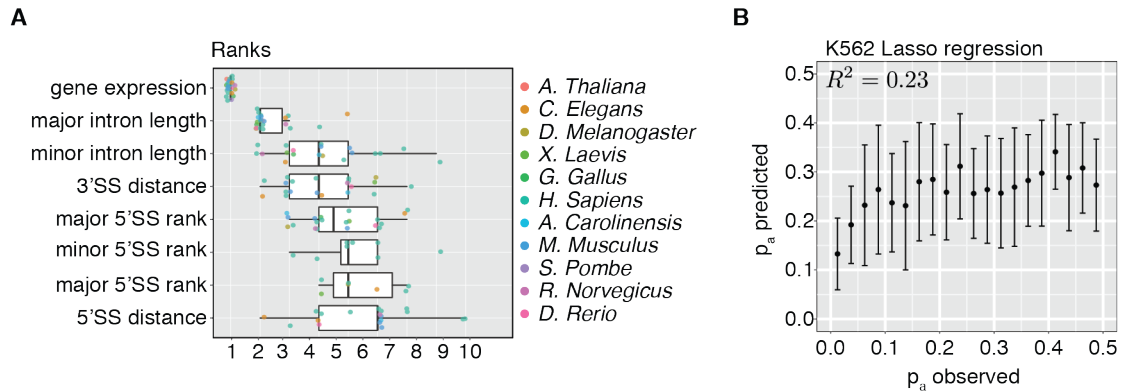 A
Ranks
gene expression
major intron length
minor intron length
3'SS distance
major 5'SS rank
minor 5'SS rank
major 5'SS rank
5'SS distance
1 2 3 4 5 6 7 8 9 10
A. Thaliana
C. Elegans
D. Melanogaster
X. Laevis
G. Gallus
H. Sapiens
A. Carolinensis
M. Musculus
S. Pombe
R. Norvegicus
D. Rerio
B
K562 Lasso regression
R² = 0.23
pₐ predicted
0.5
0.4
0.3
0.2
0.1
0.0
0.0 0.1 0.2 0.3 0.4 0.5
pₐ observed